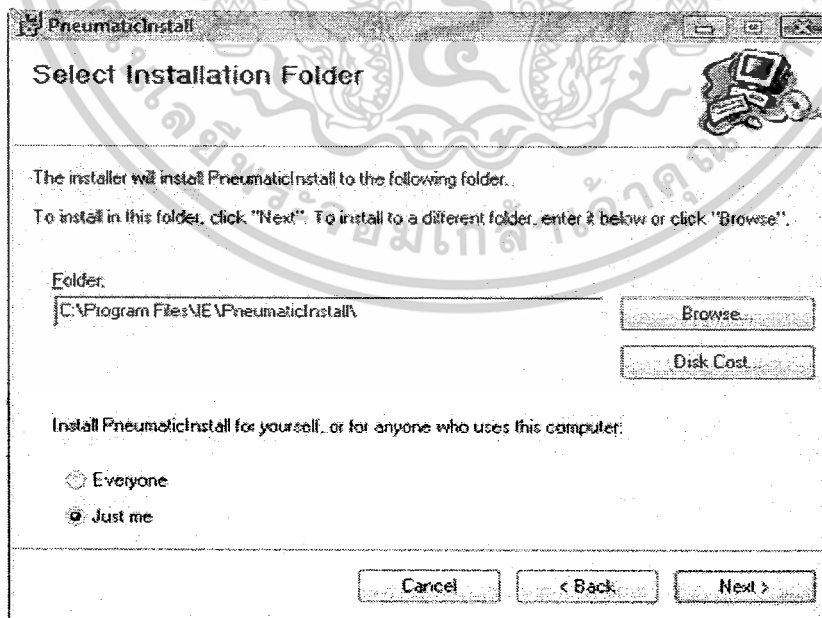 PneumaticInstall
Select Installation Folder
The installer will install PneumaticInstall to the following folder.
To install in this folder, click "Next". To install to a different folder, enter it below or click "Browse".
Folder:
C:\Program Files\IE\PneumaticInstall\
Browse...
Disk Cost...
Install PneumaticInstall for yourself, or for anyone who uses this computer:
Everyone
Just me
Cancel
< Back
Next >